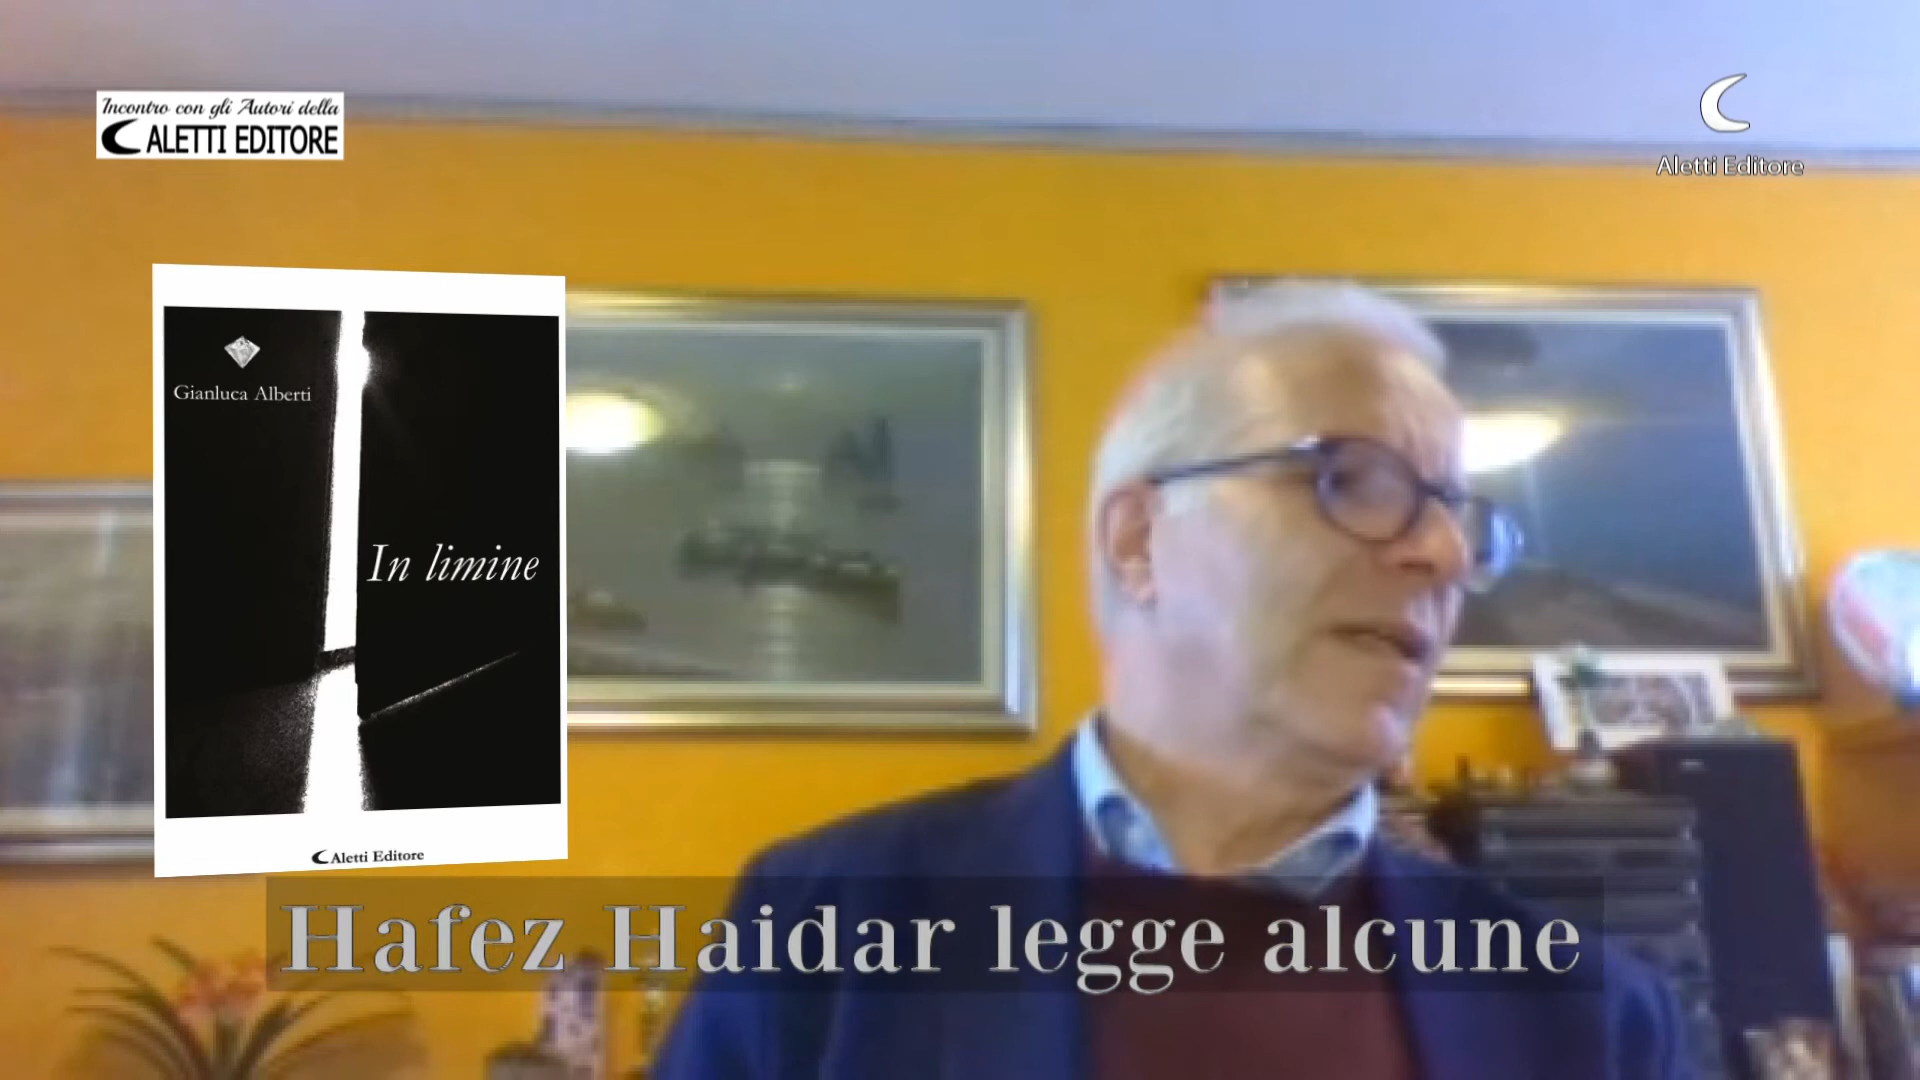 Incontro con gli Autori della
ALETTI EDITORE
Aletti Editore
Gianluca Alberti
In limine
Aletti Editore
Hafez Haidar legge alcune